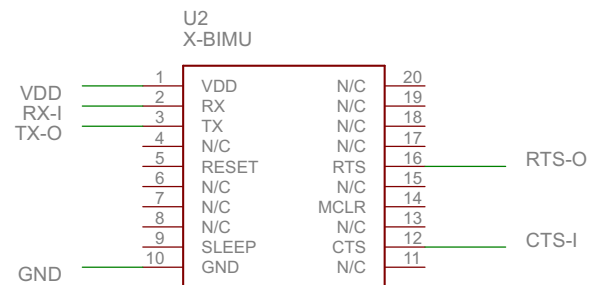 U2
X-BIMU
VDD 1 VDD N/C 20
RX-I 2 RX N/C 19
TX-O 3 TX N/C 18
4 N/C N/C 17
5 RESET RTS 16 RTS-O
6 N/C N/C 15
7 N/C MCLR 14
8 N/C N/C 13
9 SLEEP CTS 12 CTS-I
GND 10 GND N/C 11